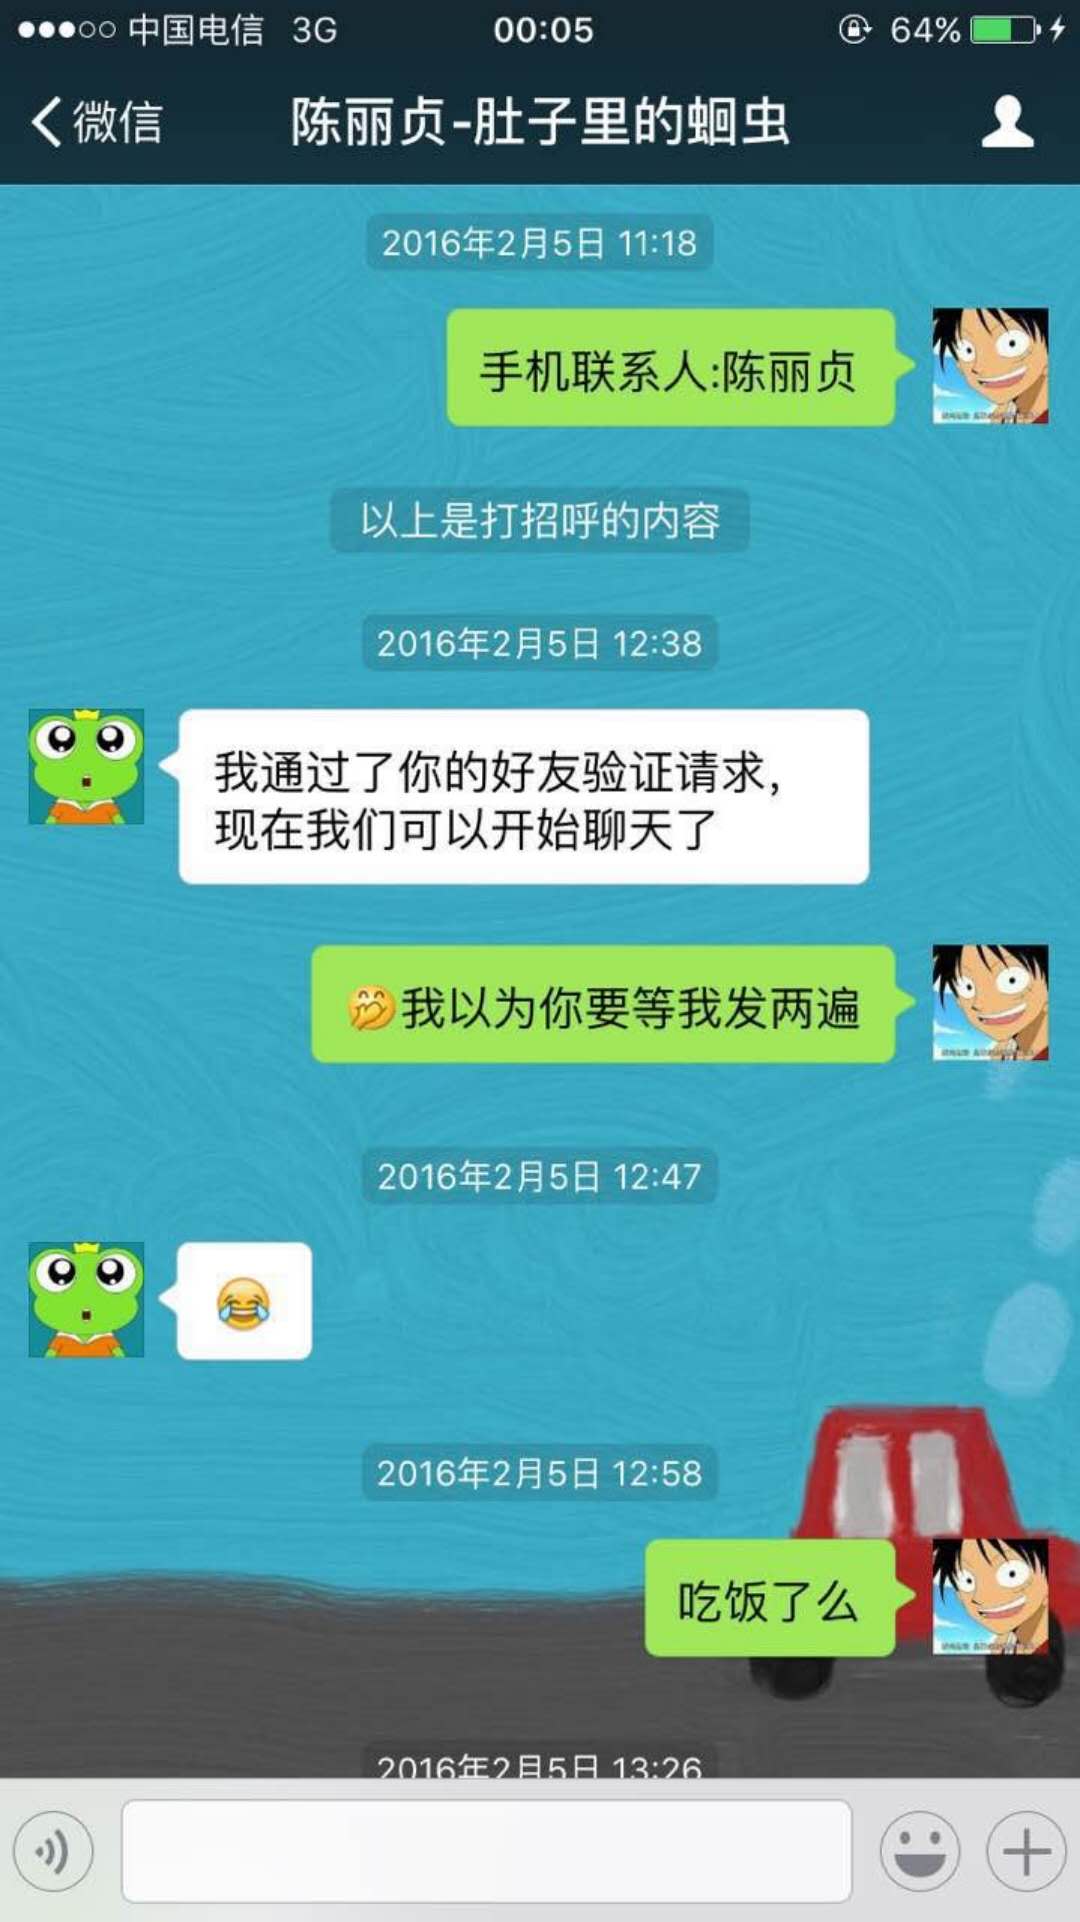 中国电信 3G 00:05 64%
微信 陈丽贞-肚子里的蛔虫
2016年2月5日 11:18
手机联系人:陈丽贞
以上是打招呼的内容
2016年2月5日 12:38
我通过了你的好友验证请求，
现在我们可以开始聊天了
🤭我以为你要等我发两遍
2016年2月5日 12:47
😂
2016年2月5日 12:58
吃饭了么
2016年2月5日 13:26